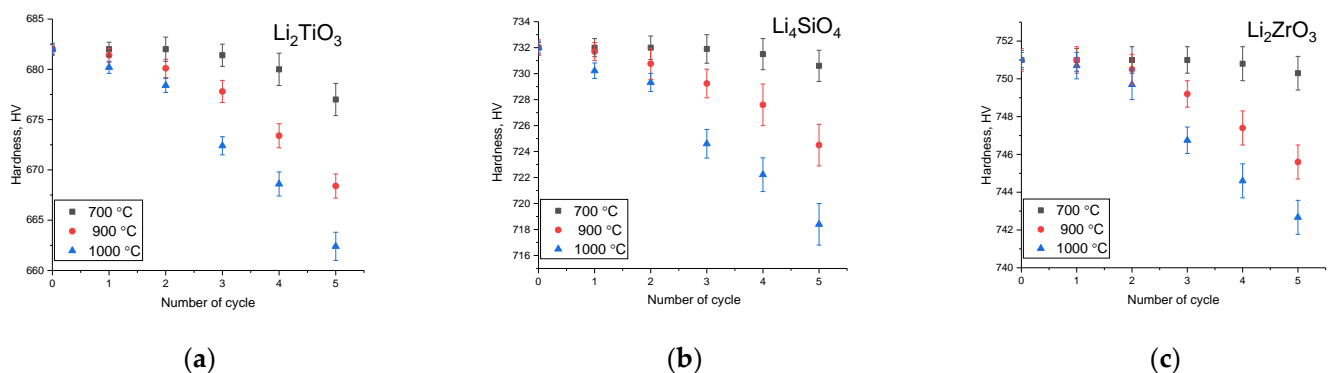 Li2TiO3
685
680
675
670
665
660
Hardness, HV
700 °C
900 °C
1000 °C
0 1 2 3 4 5
Number of cycle
(a)
Li4SiO4
734
732
730
728
726
724
722
720
718
716
Hardness, HV
700 °C
900 °C
1000 °C
0 1 2 3 4 5
Number of cycle
(b)
Li2ZrO3
752
750
748
746
744
742
740
Hardness, HV
700 °C
900 °C
1000 °C
0 1 2 3 4 5
Number of cycle
(c)